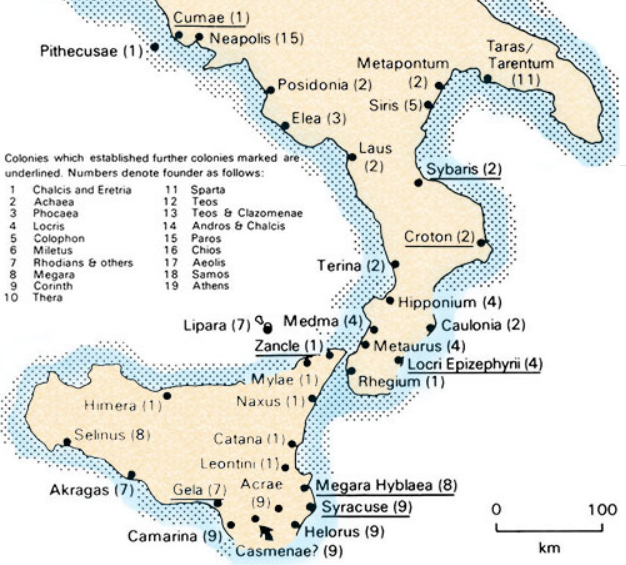 Cumae (1)
Neapolis (15)
Pithecusae (1)
Taras/
Tarentum
(11)
Metapontum
(2)
Siris (5)
Posidonia (2)
Elea (3)
Laus
(2)
Sybaris (2)
Croton (2)
Terina (2)
Colonies which established further colonies marked are
underlined. Numbers denote founder as follows:
1 Chalcis and Eretria
2 Achaea
3 Phocaea
4 Locris
5 Colophon
6 Miletus
7 Rhodians & others
8 Megara
9 Corinth
10 Thera
11 Sparta
12 Teos
13 Teos & Clazomenae
14 Andros & Chalcis
15 Paros
16 Chios
17 Aeolis
18 Samos
19 Athens
Hipponium (4)
Lipara (7)
Medma (4)
Caulonia (2)
Zancle (1)
Metaurus (4)
Locri Epizephyrii (4)
Mylae (1)
Rhegium (1)
Himera (1)
Naxus (1)
Selinus (8)
Catana (1)
Leontini (1)
Akragas (7)
Gela (7)
Acrae
(9)
Megara Hyblaea (8)
Syracuse (9)
Camarina (9)
Helorus (9)
Casmenae? (9)
0 100
km